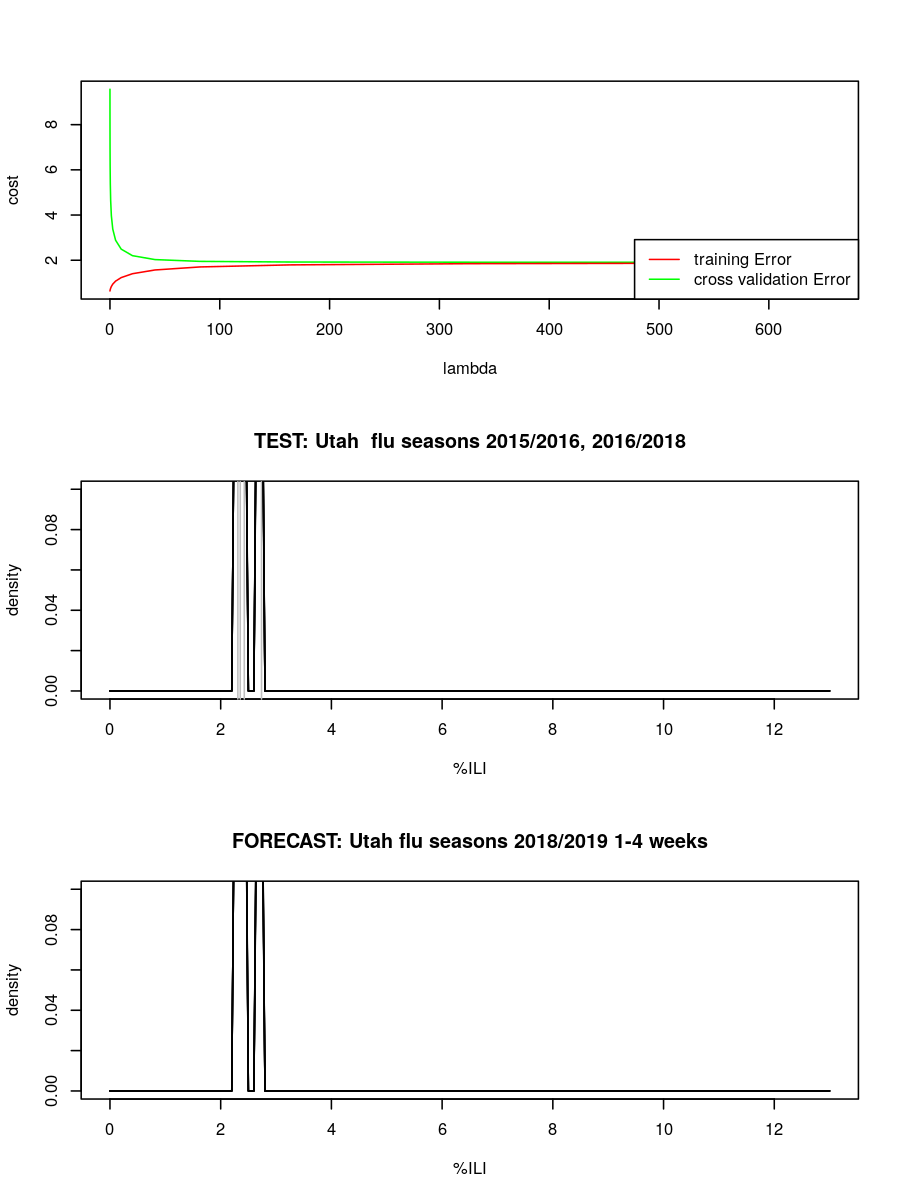 cost
2 4 6 8
training Error
cross validation Error
0 100 200 300 400 500 600
lambda
TEST: Utah  flu seasons 2015/2016, 2016/2018
density
0.00 0.04 0.08
0 2 4 6 8 10 12
%ILI
FORECAST: Utah flu seasons 2018/2019 1-4 weeks
density
0.00 0.04 0.08
0 2 4 6 8 10 12
%ILI